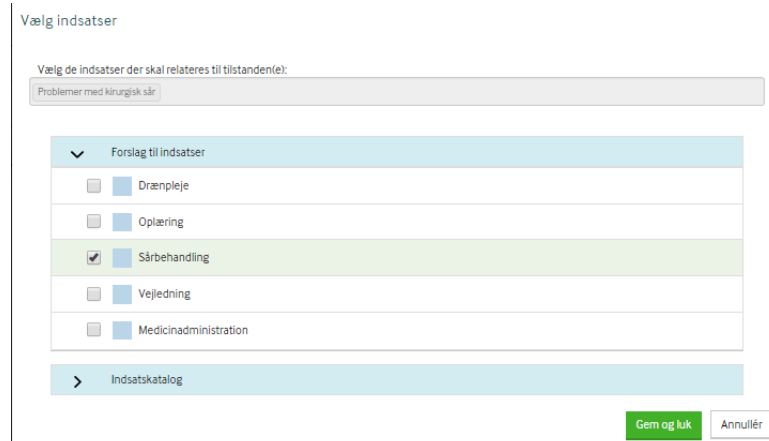 Vælg indsatser
Vælg de indsatser der skal relateres til tilstanden(e):
Problemer med kirurgisk sår
Forslag til indsatser
Drænpleje
Oplæring
Sårbehandling
Vejledning
Medicinadministration
Indsatskatalog
Gem og luk Annullér